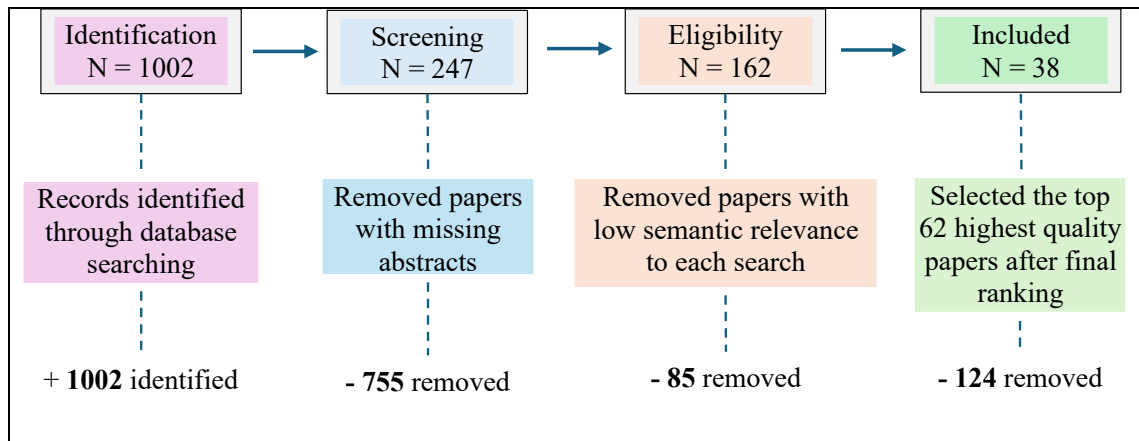 Identification
N = 1002
Screening
N = 247
Eligibility
N = 162
Included
N = 38
Records identified
through database
searching
Removed papers
with missing
abstracts
Removed papers with
low semantic relevance
to each search
Selected the top
62 highest quality
papers after final
ranking
+ 1002 identified
- 755 removed
- 85 removed
- 124 removed